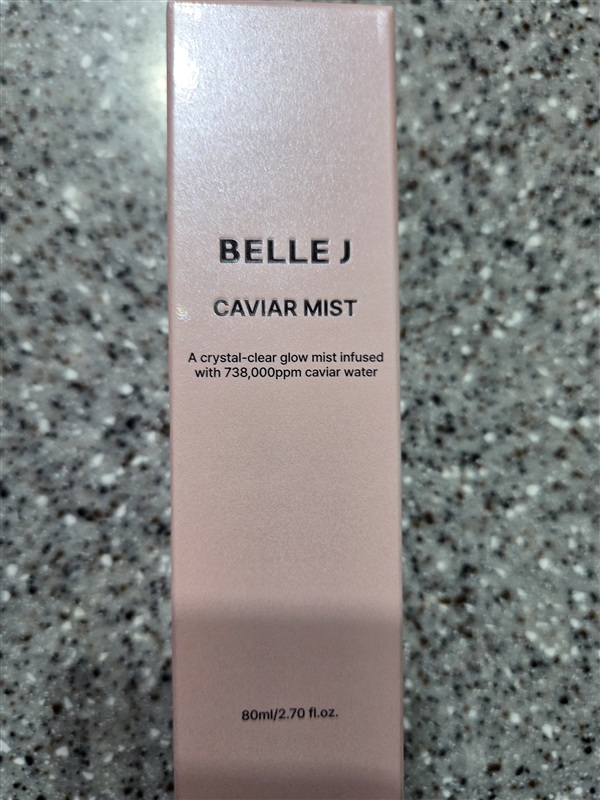 BELLE J
CAVIAR MIST
A crystal-clear glow mist infused
with 738,000ppm caviar water
80ml/2.70 fl.oz.